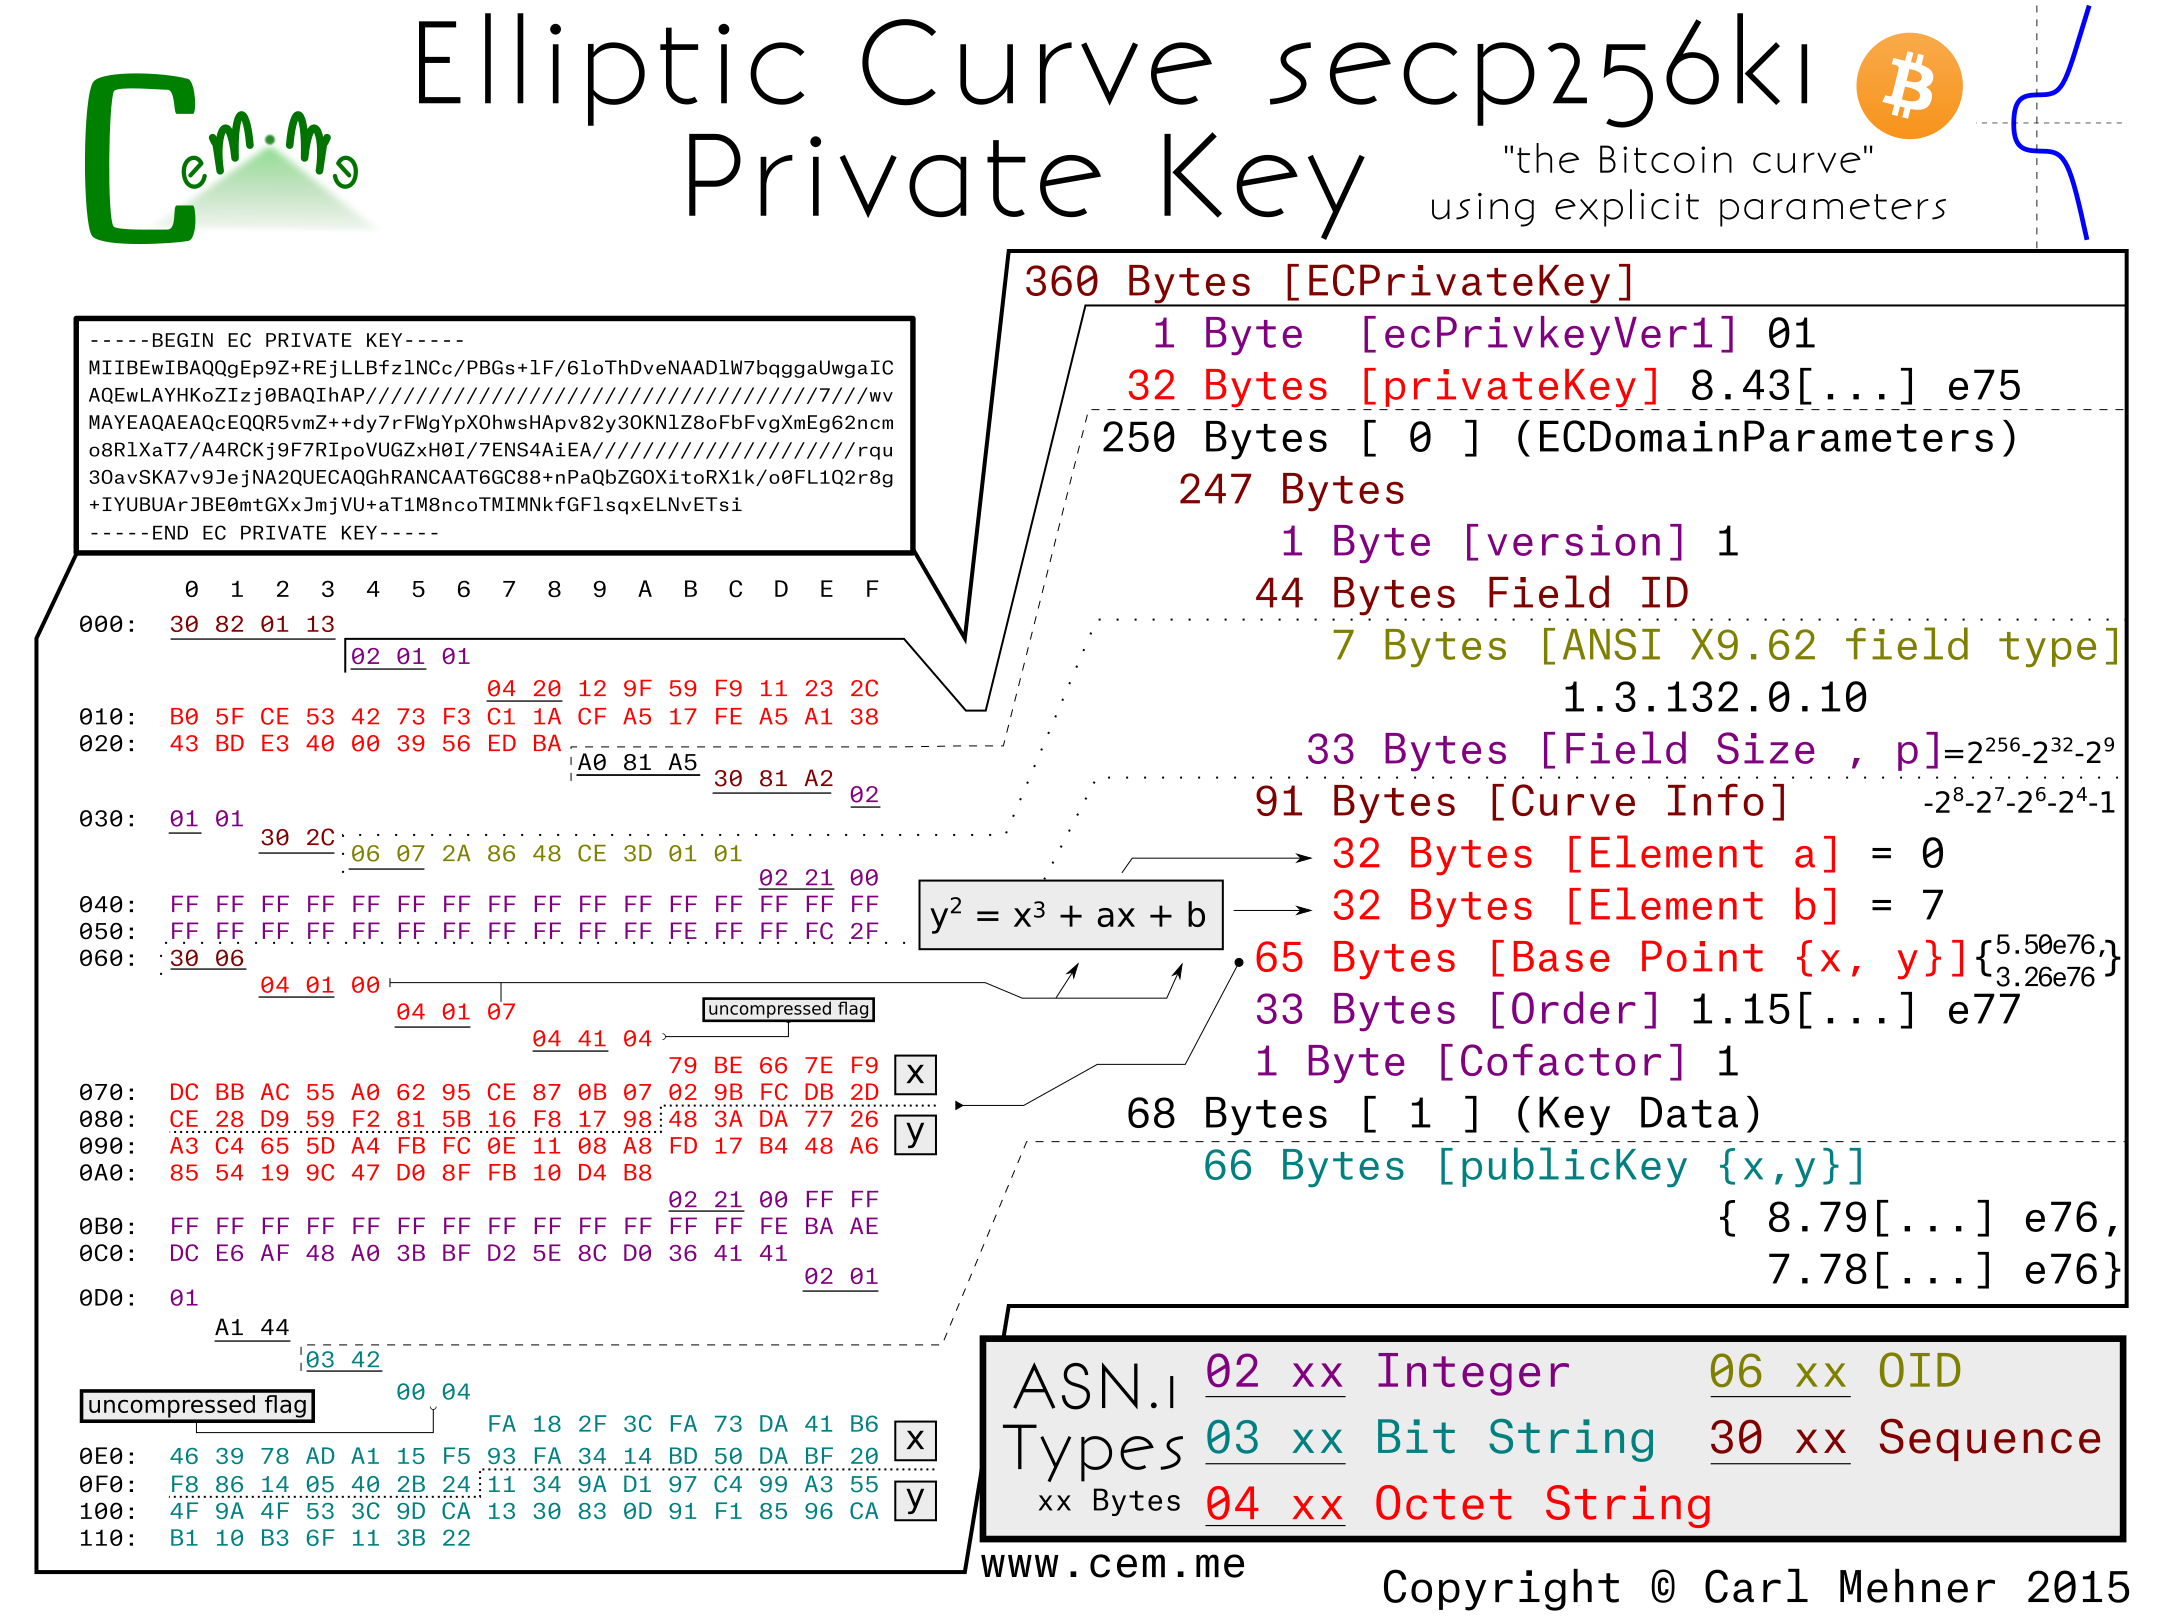 Cem.me
Elliptic Curve secp256k1
Private Key
"the Bitcoin curve"
using explicit parameters
-----BEGIN EC PRIVATE KEY-----
MIIBEwIBAQQgEp9Z+REjLLBfzlNCc/PBGs+lF/6loThDveNAADlW7bqggaUwgaIC
AQEwLAYHKoZIzj0BAQIhAP////////////////////////////////////7///wv
MAYEAQAEAQcEQQR5vmZ++dy7rFWgYpXOhwsHApv82y3OKNlZ8oFbFvgXmEg62ncm
o8RlXaT7/A4RCKj9F7RIpoVUGZxH0I/7ENS4AiEA/////////////////////rqu
3OavSKA7v9JejNA2QUECAQGhRANCAAT6GC88+nPaQbZGOXitoRX1k/o0FL1Q2r8g
+IYUBUArJBE0mtGXxJmjVU+aT1M8ncoTMIMNkfGFlsqxELNvETsi
-----END EC PRIVATE KEY-----
0 1 2 3 4 5 6 7 8 9 A B C D E F
000: 30 82 01 13
02 01 01
04 20 12 9F 59 F9 11 23 2C
010: B0 5F CE 53 42 73 F3 C1 1A CF A5 17 FE A5 A1 38
020: 43 BD E3 40 00 39 56 ED BA
A0 81 A5
30 81 A2
02
030: 01 01
30 2C
06 07 2A 86 48 CE 3D 01 01
02 21 00
040: FF FF FF FF FF FF FF FF FF FF FF FF FF FF FF FF
050: FF FF FF FF FF FF FF FF FF FF FF FE FF FF FC 2F
060: 30 06
04 01 00
04 01 07
uncompressed flag
04 41 04
79 BE 66 7E F9
x
070: DC BB AC 55 A0 62 95 CE 87 0B 07 02 9B FC DB 2D
080: CE 28 D9 59 F2 81 5B 16 F8 17 98 48 3A DA 77 26
y
090: A3 C4 65 5D A4 FB FC 0E 11 08 A8 FD 17 B4 48 A6
0A0: 85 54 19 9C 47 D0 8F FB 10 D4 B8
02 21 00 FF FF
0B0: FF FF FF FF FF FF FF FF FF FF FF FF FF FE BA AE
0C0: DC E6 AF 48 A0 3B BF D2 5E 8C D0 36 41 41
02 01
0D0: 01
A1 44
03 42
00 04
uncompressed flag
FA 18 2F 3C FA 73 DA 41 B6
x
0E0: 46 39 78 AD A1 15 F5 93 FA 34 14 BD 50 DA BF 20
0F0: F8 86 14 05 40 2B 24 11 34 9A D1 97 C4 99 A3 55
y
100: 4F 9A 4F 53 3C 9D CA 13 30 83 0D 91 F1 85 96 CA
110: B1 10 B3 6F 11 3B 22
360 Bytes [ECPrivateKey]
1 Byte [ecPrivkeyVer1] 01
32 Bytes [privateKey] 8.43[...] e75
250 Bytes [ 0 ] (ECDomainParameters)
247 Bytes
1 Byte [version] 1
44 Bytes Field ID
7 Bytes [ANSI X9.62 field type]
1.3.132.0.10
33 Bytes [Field Size , p]=2²⁵⁶-2³²-2⁹
91 Bytes [Curve Info] -2⁸-2⁷-2⁶-2⁴-1
32 Bytes [Element a] = 0
y² = x³ + ax + b
32 Bytes [Element b] = 7
65 Bytes [Base Point {x, y}]{5.50e76,
3.26e76}
33 Bytes [Order] 1.15[...] e77
1 Byte [Cofactor] 1
68 Bytes [ 1 ] (Key Data)
66 Bytes [publicKey {x,y}]
{ 8.79[...] e76,
7.78[...] e76}
ASN.1
Types
xx Bytes
02 xx Integer
03 xx Bit String
04 xx Octet String
06 xx OID
30 xx Sequence
www.cem.me
Copyright © Carl Mehner 2015